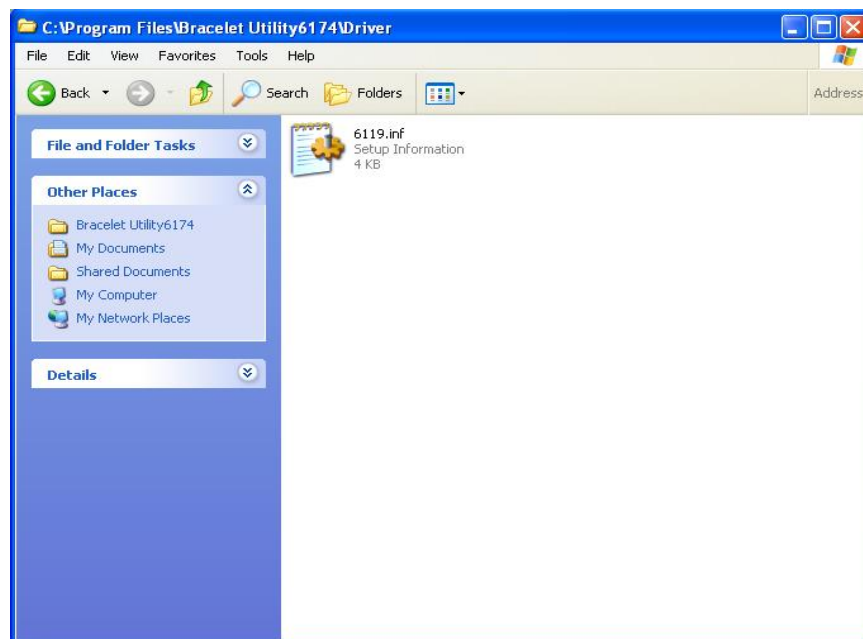 C:\Program Files\Bracelet Utility6174\Driver
File Edit View Favorites Tools Help
Back Search Folders Address
File and Folder Tasks
Other Places
Bracelet Utility6174
My Documents
Shared Documents
My Computer
My Network Places
Details
6119.inf
Setup Information
4 KB